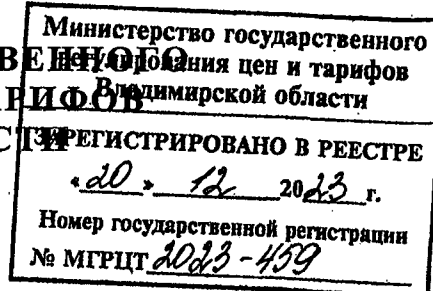 Министерство государственного
регулирования цен и тарифов
Владимирской области
ЗАРЕГИСТРИРОВАНО В РЕЕСТРЕ
«20» 12 2023 г.
Номер государственной регистрации
№ МГРЦТ 2023-459